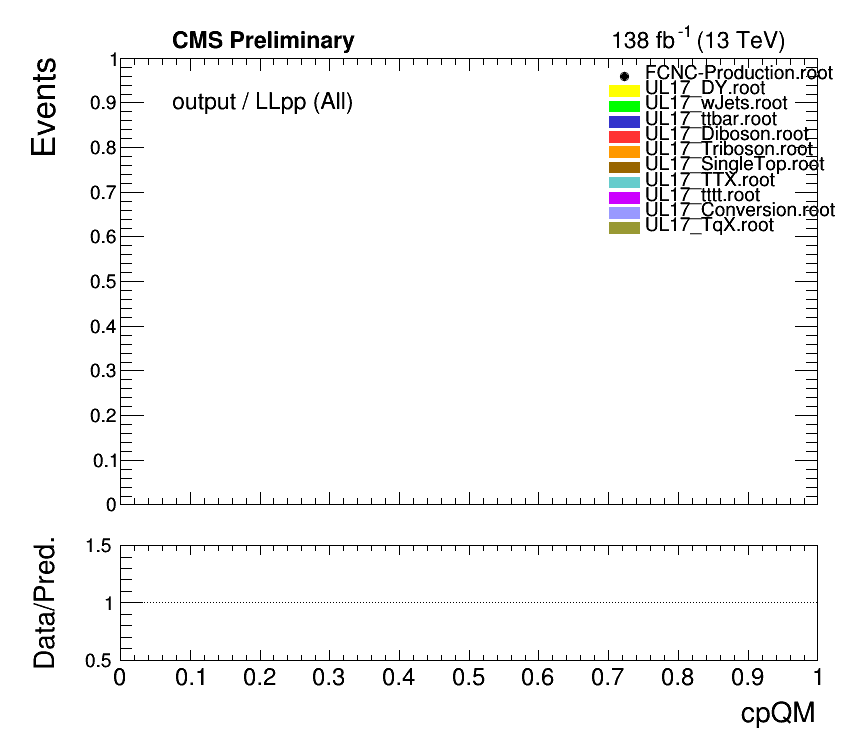 CMS Preliminary
138 fb-1 (13 TeV)
Events
output / LLpp (All)
FCNC-Production.root
UL17_DY.root
UL17_wJets.root
UL17_ttbar.root
UL17_Diboson.root
UL17_Triboson.root
UL17_SingleTop.root
UL17_TTX.root
UL17_tttt.root
UL17_Conversion.root
UL17_TqX.root
1
0.9
0.8
0.7
0.6
0.5
0.4
0.3
0.2
0.1
0
Data/Pred.
1.5
1
0.5
0 0.1 0.2 0.3 0.4 0.5 0.6 0.7 0.8 0.9 1
cpQM